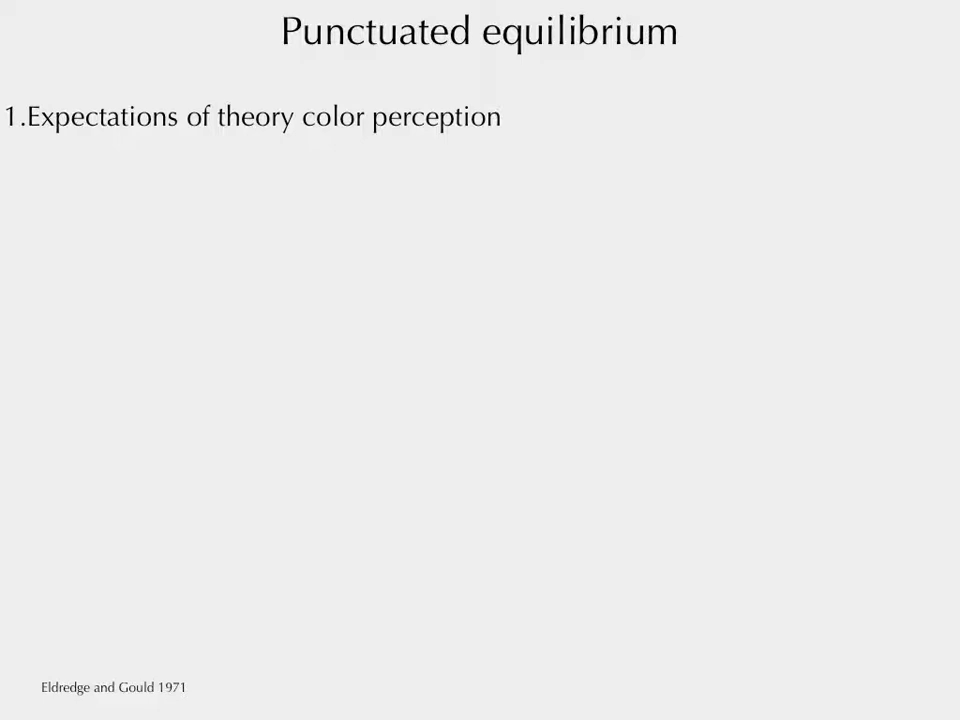 Punctuated equilibrium
1.Expectations of theory color perception
Eldredge and Gould 1971